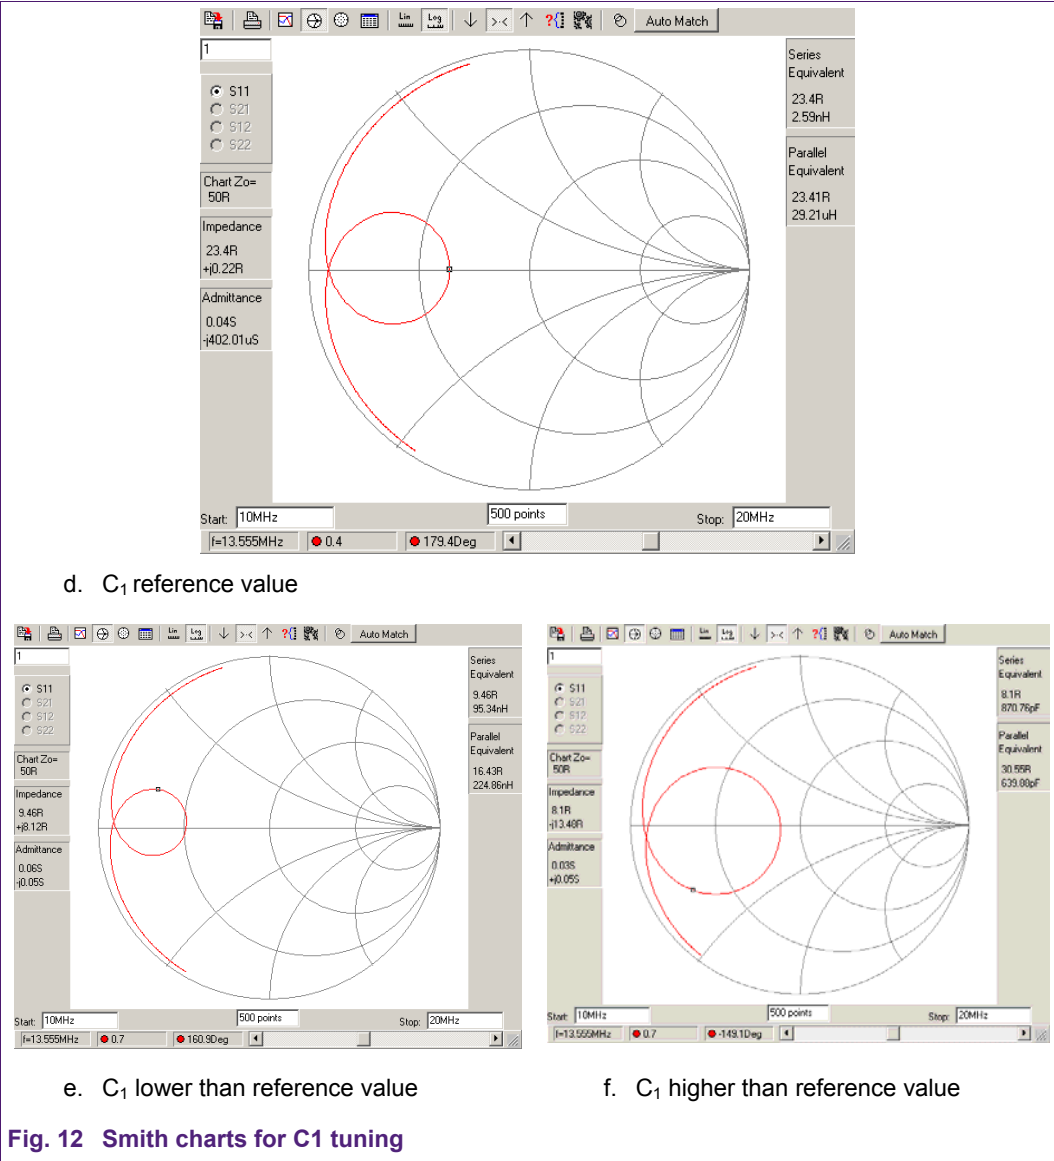 Lin
Log
Auto Match
1
S11
S21
S12
S22
Chart Zo=
50R
Impedance
23.4R
+j0.22R
Admittance
0.04S
-j402.01uS
Series
Equivalent
23.4R
2.59nH
Parallel
Equivalent
23.41R
29.21uH
Start: 10MHz
500 points
Stop: 20MHz
f=13.555MHz
0.4
179.4Deg
d. C1 reference value
Lin
Log
Auto Match
1
S11
S21
S12
S22
Chart Zo=
50R
Impedance
9.46R
+j8.12R
Admittance
0.06S
-j0.05S
Series
Equivalent
9.46R
95.34nH
Parallel
Equivalent
16.43R
224.86nH
Start: 10MHz
500 points
Stop: 20MHz
f=13.555MHz
0.7
160.9Deg
e. C1 lower than reference value
Lin
Log
Auto Match
1
S11
S21
S12
S22
Chart Zo=
50R
Impedance
8.1R
-j13.48R
Admittance
0.03S
+j0.05S
Series
Equivalent
8.1R
870.76pF
Parallel
Equivalent
30.55R
639.88pF
Start: 10MHz
500 points
Stop: 20MHz
f=13.555MHz
0.7
-149.1Deg
f. C1 higher than reference value
Fig. 12 Smith charts for C1 tuning